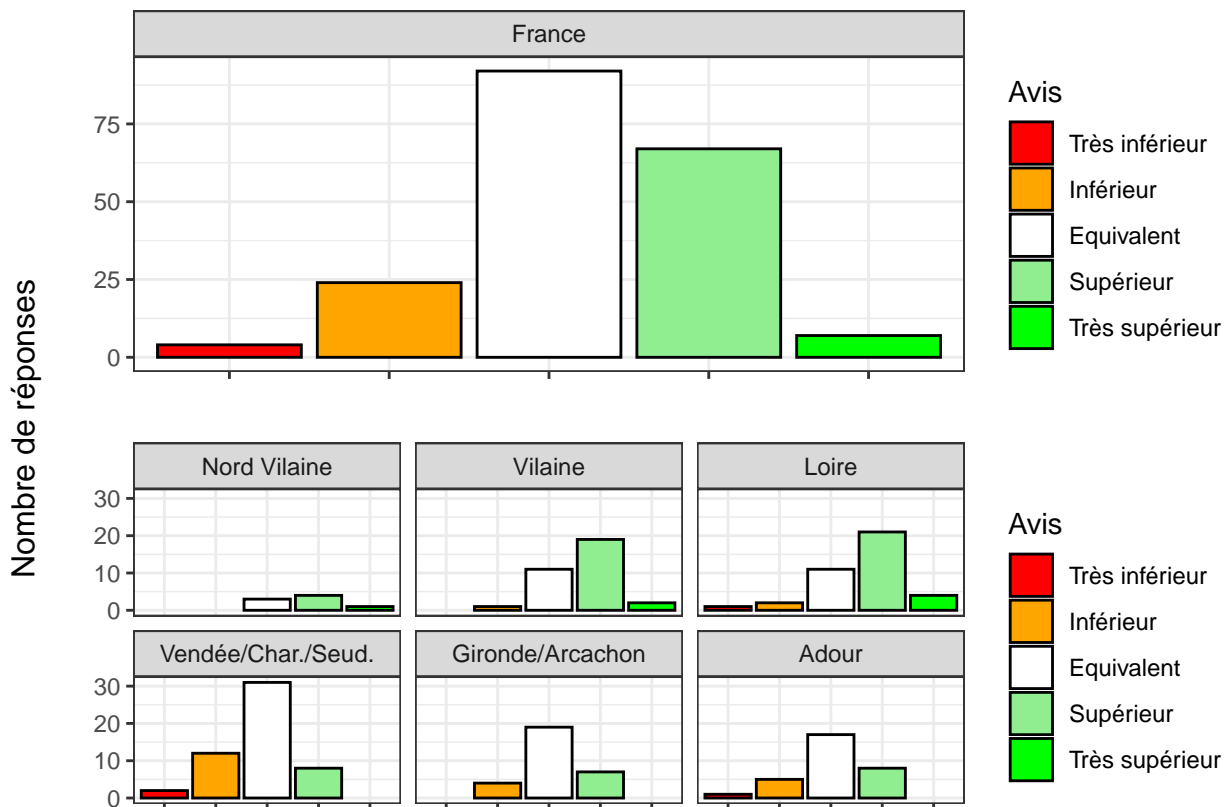 France
Nombre de réponses
75
50
25
0
Avis
Très inférieur
Inférieur
Equivalent
Supérieur
Très supérieur
Nord Vilaine
Vilaine
Loire
30
20
10
0
Vendée/Char./Seud.
Gironde/Arcachon
Adour
30
20
10
0
Avis
Très inférieur
Inférieur
Equivalent
Supérieur
Très supérieur